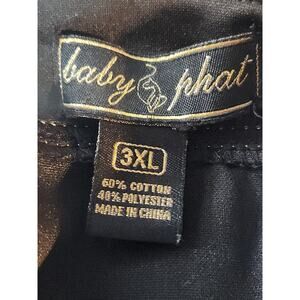 baby phat
3XL
60% COTTON
40% POLYESTER
MADE IN CHINA